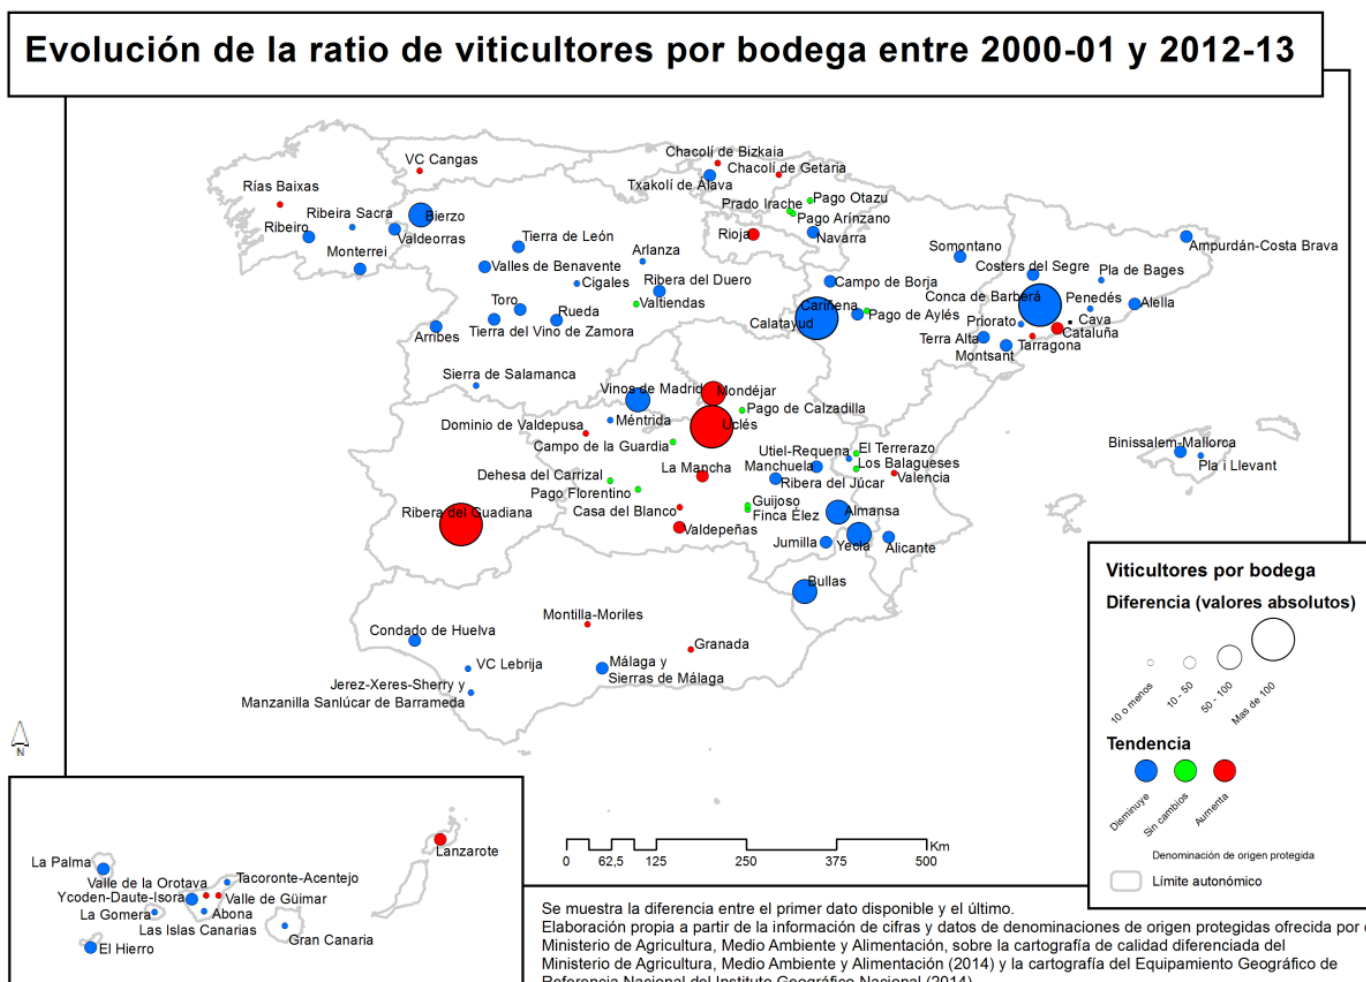 Evolución de la ratio de viticultores por bodega entre 2000-01 y 2012-13
VC Cangas
Chacolí de Bizkaia
Chacolí de Getaria
Txakolí de Álava
Rías Baixas
Ribeira Sacra
Ribeiro
Bierzo
Valdeorras
Monterrei
Prado Irache
Pago Otazu
Pago Arínzano
Rioja
Navarra
Tierra de León
Arlanza
Valles de Benavente
Cigales
Ribera del Duero
Valtiendas
Toro
Rueda
Tierra del Vino de Zamora
Arribes
Somontano
Ampurdán-Costa Brava
Costers del Segre
Pla de Bages
Campo de Borja
Conca de Barberá
Penedés
Alella
Cariñena
Calatayud
Pago de Aylés
Priorato
Cava
Cataluña
Terra Alta
Tarragona
Montsant
Sierra de Salamanca
Vinos de Madrid
Mondéjar
Pago de Calzadilla
Méntrida
Uclés
Dominio de Valdepusa
Campo de la Guardia
Utiel-Requena
El Terrerazo
Binissalem-Mallorca
Pla i Llevant
La Mancha
Manchuela
Los Balagueses
Valencia
Dehesa del Carrizal
Ribera del Júcar
Pago Florentino
Guijoso
Ribera del Guadiana
Casa del Blanco
Finca Élez
Almansa
Valdepeñas
Jumilla
Yecla
Alicante
Bullas
Montilla-Moriles
Condado de Huelva
Granada
VC Lebrija
Málaga y
Sierras de Málaga
Jerez-Xeres-Sherry y
Manzanilla Sanlúcar de Barrameda
N
Viticultores por bodega
Diferencia (valores absolutos)
10 o menos
10 - 50
50 - 100
Mas de 100
Tendencia
Disminuye
Sin cambios
Aumenta
Denominación de origen protegida
Límite autonómico
Km
0 62,5 125 250 375 500
Lanzarote
La Palma
Valle de la Orotava
Tacoronte-Acentejo
Ycoden-Daute-Isora
Valle de Güimar
La Gomera
Abona
Las Islas Canarias
Gran Canaria
El Hierro
Se muestra la diferencia entre el primer dato disponible y el último.
Elaboración propia a partir de la información de cifras y datos de denominaciones de origen protegidas ofrecida por
Ministerio de Agricultura, Medio Ambiente y Alimentación, sobre la cartografía de calidad diferenciada del
Ministerio de Agricultura, Medio Ambiente y Alimentación (2014) y la cartografía del Equipamiento Geográfico de
Referencia Nacional del Instituto Geográfico Nacional (2014)